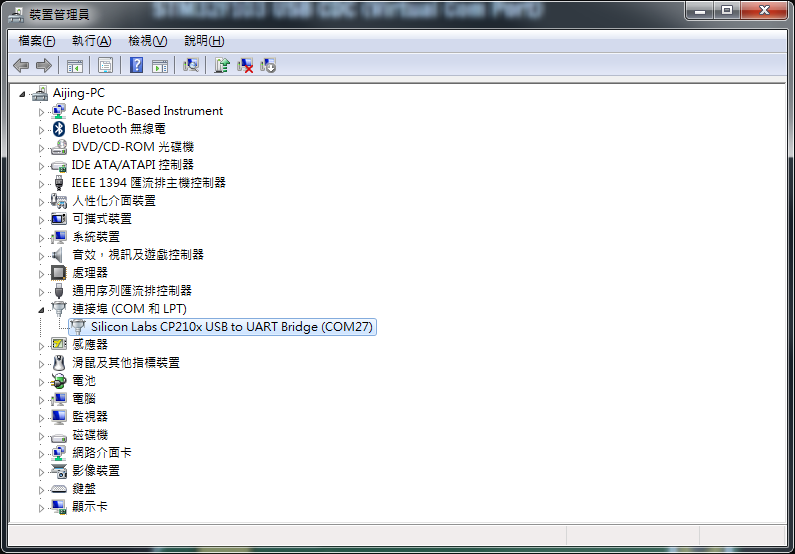 STM32F103 USB CDC (Virtual Com Port)
裝置管理員
檔案(F) 執行(A) 檢視(V) 說明(H)
Aijing-PC
Acute PC-Based Instrument
Bluetooth 無線電
DVD/CD-ROM 光碟機
IDE ATA/ATAPI 控制器
IEEE 1394 匯流排主機控制器
人性化介面裝置
可攜式裝置
系統裝置
音效，視訊及遊戲控制器
處理器
通用序列匯流排控制器
連接埠 (COM 和 LPT)
Silicon Labs CP210x USB to UART Bridge (COM27)
感應器
滑鼠及其他指標裝置
電池
電腦
監視器
磁碟機
網路介面卡
影像裝置
鍵盤
顯示卡